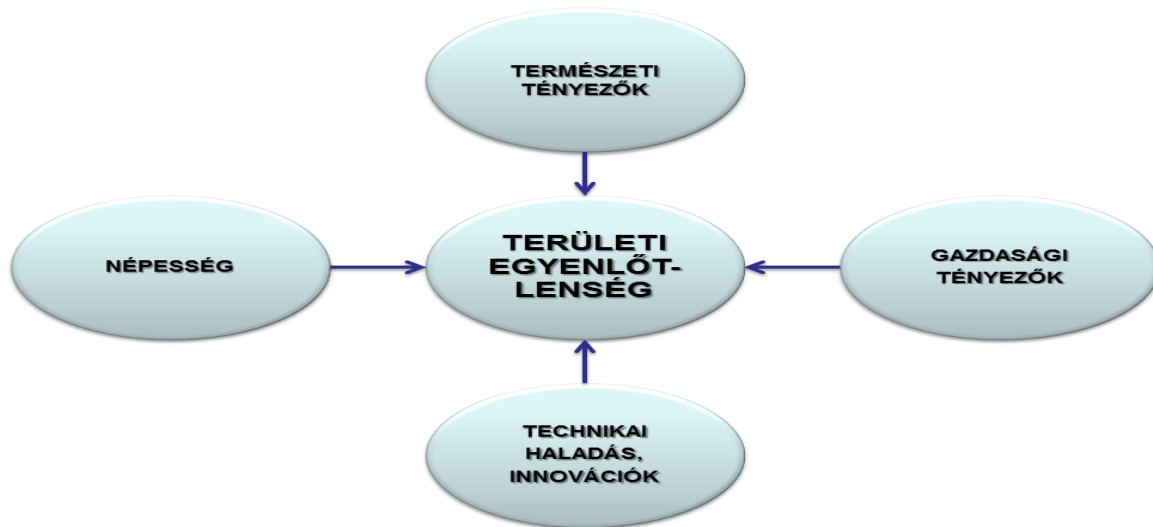 TERMÉSZETI
TÉNYEZŐK
NÉPESSÉG
TERÜLETI
EGYENLŐT-
LENSÉG
GAZDASÁGI
TÉNYEZŐK
TECHNIKAI
HALADÁS,
INNOVÁCIÓK